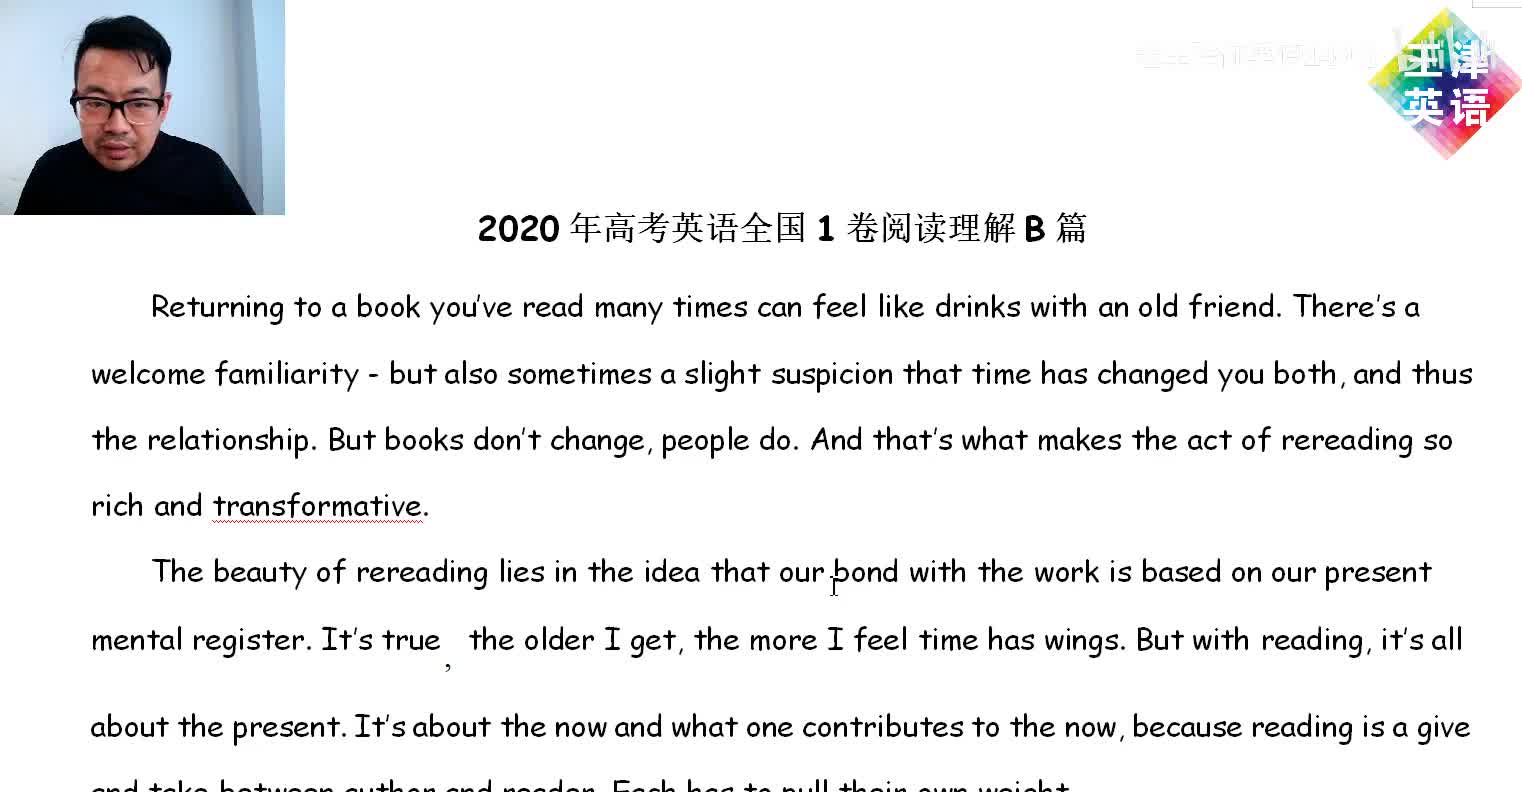 王津
英语
2020 年高考英语全国 1 卷阅读理解 B 篇
Returning to a book you've read many times can feel like drinks with an old friend. There's a
welcome familiarity - but also sometimes a slight suspicion that time has changed you both, and thus
the relationship. But books don't change, people do. And that's what makes the act of rereading so
rich and transformative.
The beauty of rereading lies in the idea that our bond with the work is based on our present
mental register. It's true, the older I get, the more I feel time has wings. But with reading, it's all
about the present. It's about the now and what one contributes to the now, because reading is a give
and take between author and reader. Each has to pull their own weight.